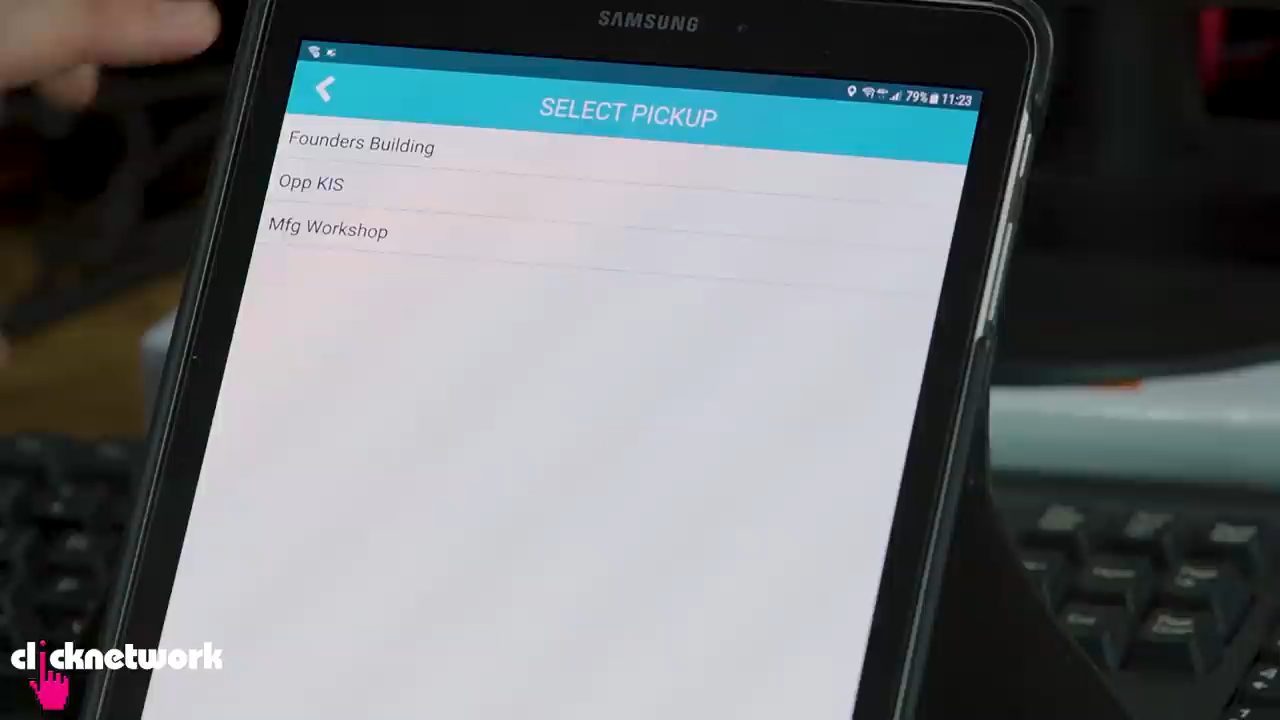 SAMSUNG
79% 11:23
SELECT PICKUP
Founders Building
Opp KIS
Mfg Workshop
clicknetwork